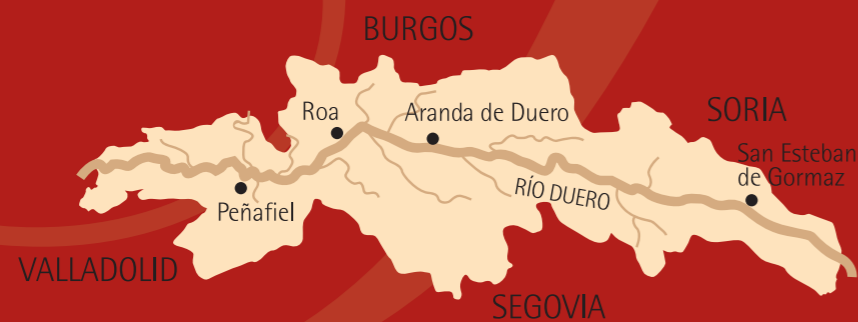 BURGOS
Roa
Aranda de Duero
SORIA
San Esteban
de Gormaz
Peñafiel
RÍO DUERO
VALLADOLID
SEGOVIA